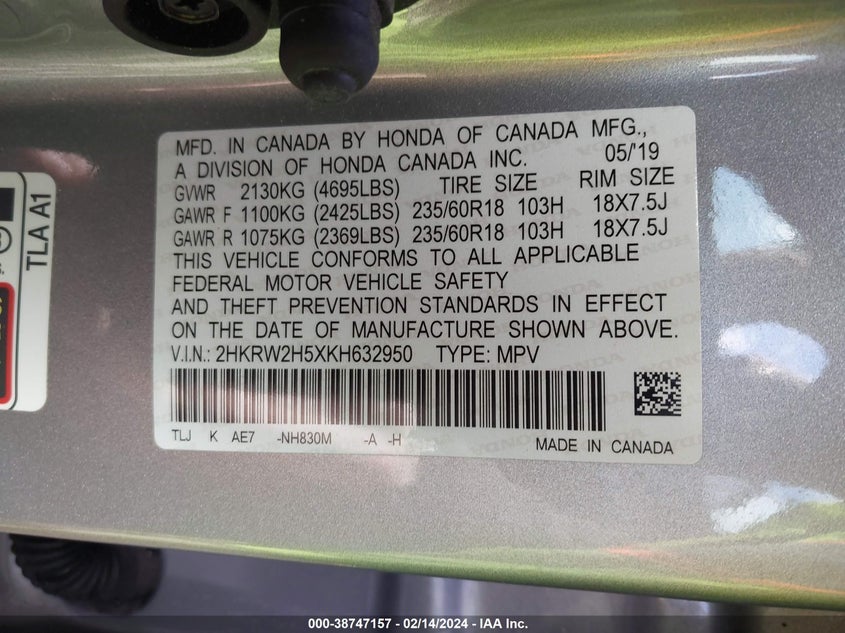 MFD. IN CANADA BY HONDA OF CANADA MFG.,
A DIVISION OF HONDA CANADA INC. 05/'19
GVWR 2130KG (4695LBS) TIRE SIZE RIM SIZE
GAWR F 1100KG (2425LBS) 235/60R18 103H 18X7.5J
GAWR R 1075KG (2369LBS) 235/60R18 103H 18X7.5J
THIS VEHICLE CONFORMS TO ALL APPLICABLE
FEDERAL MOTOR VEHICLE SAFETY
AND THEFT PREVENTION STANDARDS IN EFFECT
ON THE DATE OF MANUFACTURE SHOWN ABOVE.
V.I.N.: 2HKRW2H5XKH632950 TYPE: MPV
TLJ K AE7 -NH830M -A -H
MADE IN CANADA
TLA A1
000-38747157 - 02/14/2024 - IAA Inc.